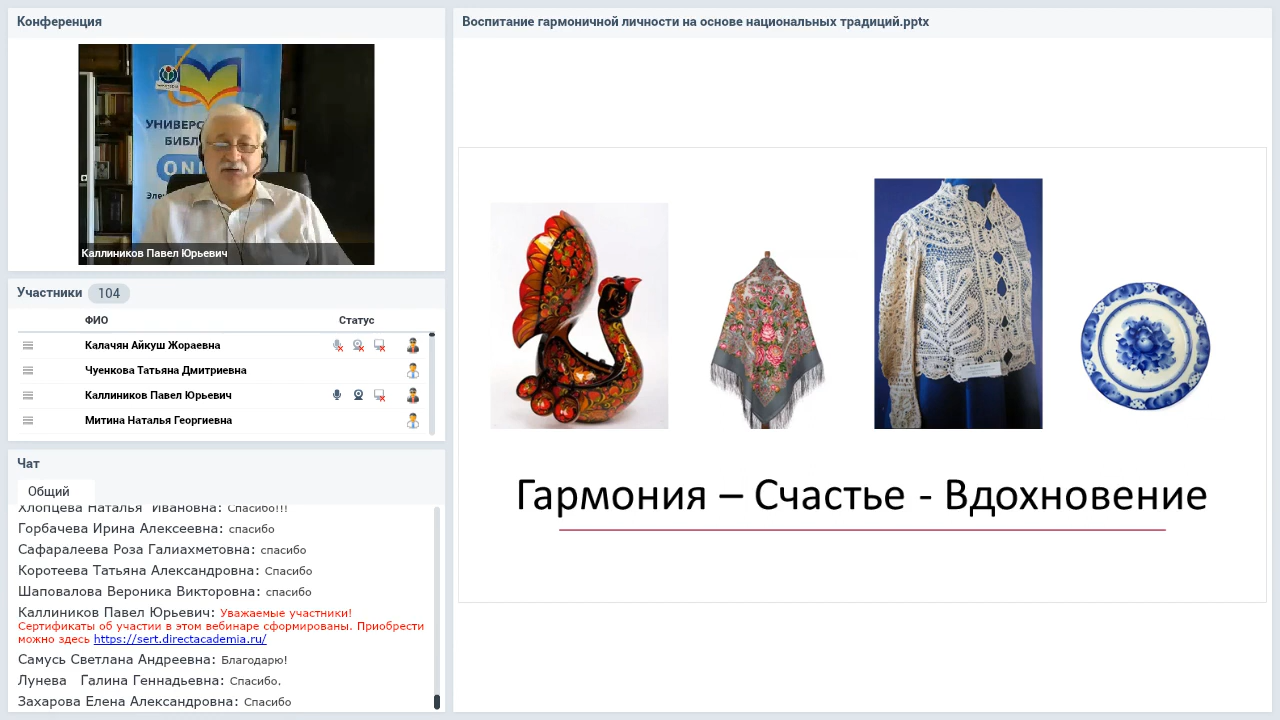 Конференция
УНИВЕРС
БИБЛ
ONL
Каллиников Павел Юрьевич
Участники 104
ФИО Статус
Калачян Айкуш Жораевна
Чуенкова Татьяна Дмитриевна
Каллиников Павел Юрьевич
Митина Наталья Георгиевна
Чат
Общий
Хлопцева Наталья Ивановна: Спасибо!!!
Горбачева Ирина Алексеевна: спасибо
Сафаралеева Роза Галиахметовна: спасибо
Коротеева Татьяна Александровна: Спасибо
Шаповалова Вероника Викторовна: спасибо
Каллиников Павел Юрьевич: Уважаемые участники!
Сертификаты об участии в этом вебинаре сформированы. Приобрести
можно здесь https://sert.directacademia.ru/
Самусь Светлана Андреевна: Благодарю!
Лунева Галина Геннадьевна: Спасибо.
Захарова Елена Александровна: Спасибо
Воспитание гармоничной личности на основе национальных традиций.pptx
Гармония – Счастье - Вдохновение